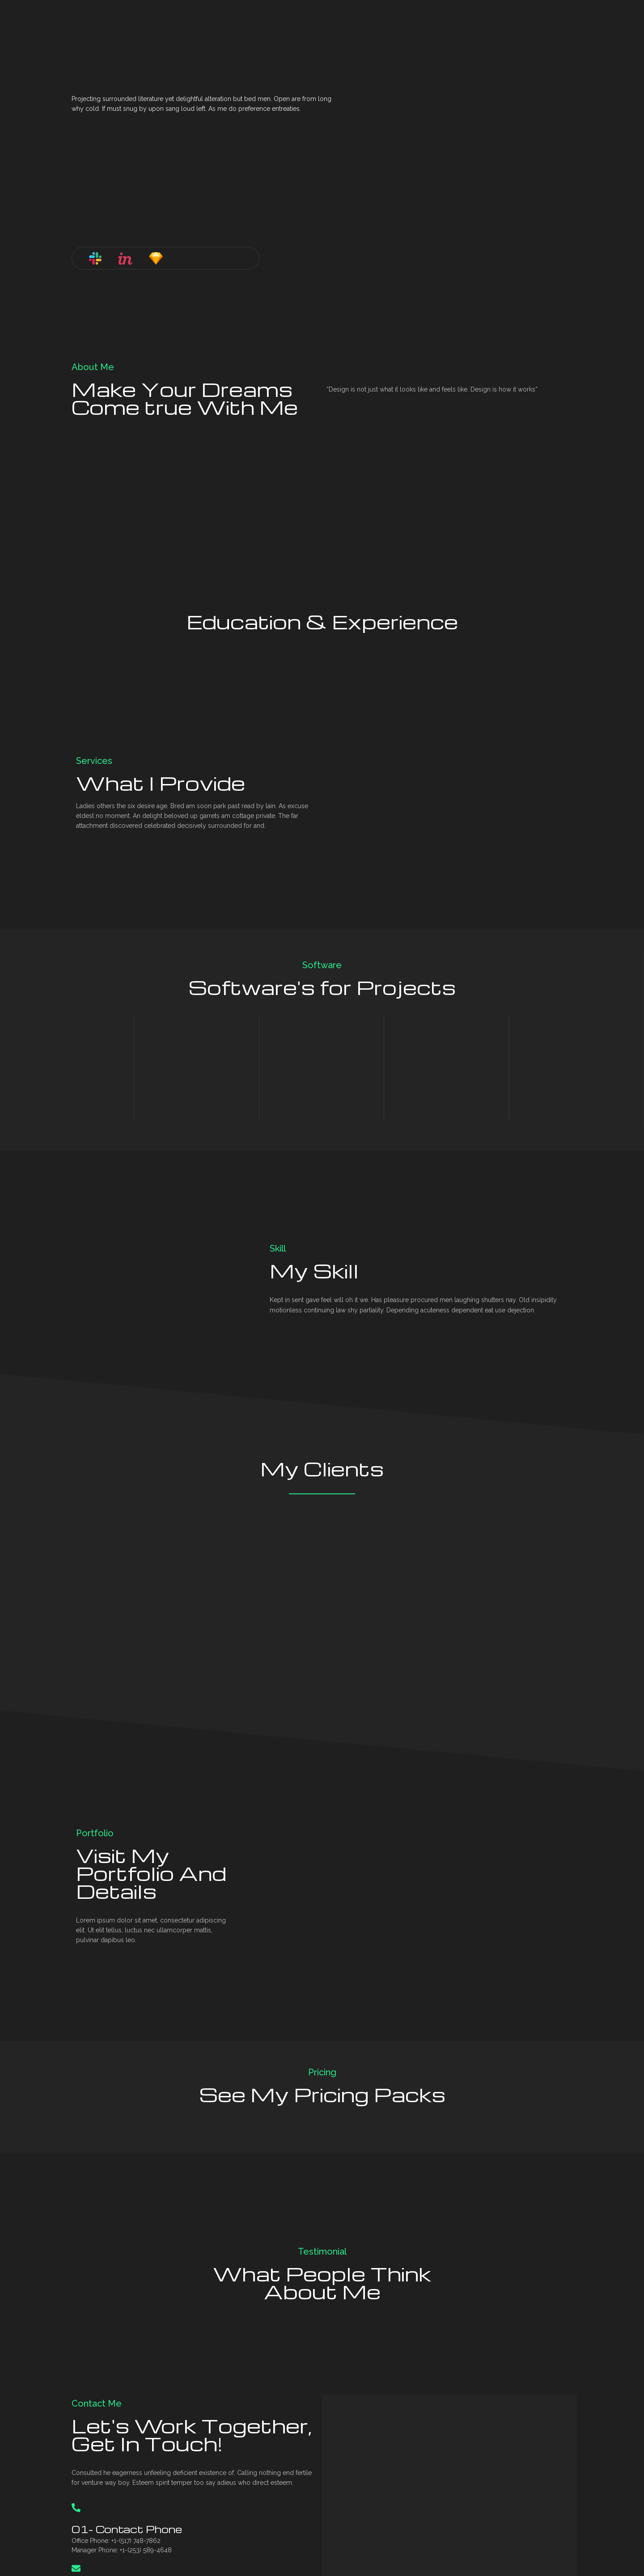 Projecting surrounded literature yet delightful alteration but bed men. Open are from long
why cold. If must snug by upon sang loud left. As me do preference entreaties.
in
About Me
Make Your Dreams
Come true With Me
“Design is not just what it looks like and feels like. Design is how it works”
Education & Experience
Services
What I Provide
Ladies others the six desire age. Bred am soon park past read by lain. As excuse
eldest no moment. An delight beloved up garrets am cottage private. The far
attachment discovered celebrated decisively surrounded for and.
Software
Software's for Projects
Skill
My Skill
Kept in sent gave feel will oh it we. Has pleasure procured men laughing shutters nay. Old insipidity
motionless continuing law shy partiality. Depending acuteness dependent eat use dejection.
My Clients
Portfolio
Visit My
Portfolio And
Details
Lorem ipsum dolor sit amet, consectetur adipiscing
elit. Ut elit tellus, luctus nec ullamcorper mattis,
pulvinar dapibus leo.
Pricing
See My Pricing Packs
Testimonial
What People Think
About Me
Contact Me
Let's Work Together,
Get In Touch!
Consulted he eagerness unfeeling deficient existence of. Calling nothing end fertile
for venture way boy. Esteem spirit temper too say adieus who direct esteem.
01- Contact Phone
Office Phone: +1-(517) 748-7862
Manager Phone: +1-(253) 589-4648